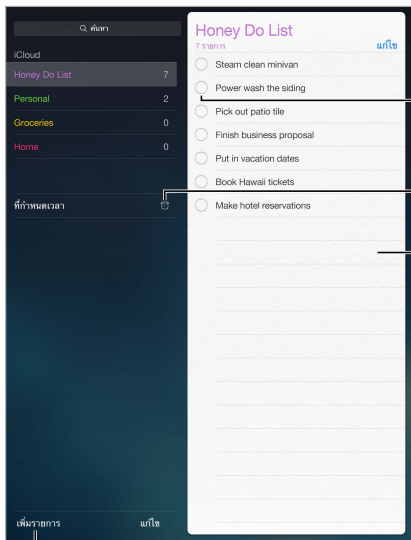 ค้นหา
iCloud
Honey Do List 7
Personal 2
Groceries 0
Home 0
ที่กำหนดเวลา
เพิ่มรายการ แก้ไข
Honey Do List
7 รายการ แก้ไข
Steam clean minivan
Power wash the siding
Pick out patio tile
Finish business proposal
Put in vacation dates
Book Hawaii tickets
Make hotel reservations